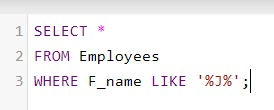 1 SELECT *
2 FROM Employees
3 WHERE F_name LIKE '%J%';